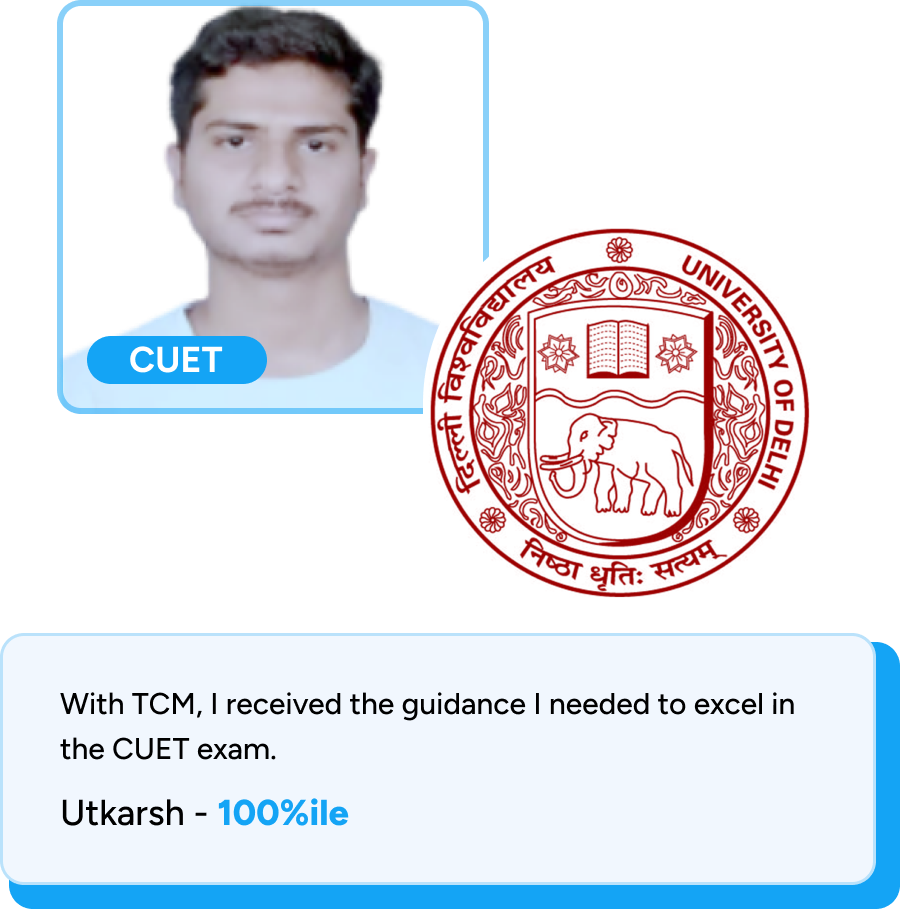 CUET
दिल्ली विश्वविद्यालय
UNIVERSITY OF DELHI
निष्ठा धृतिः सत्यम्
With TCM, I received the guidance I needed to excel in
the CUET exam.
Utkarsh - 100%ile